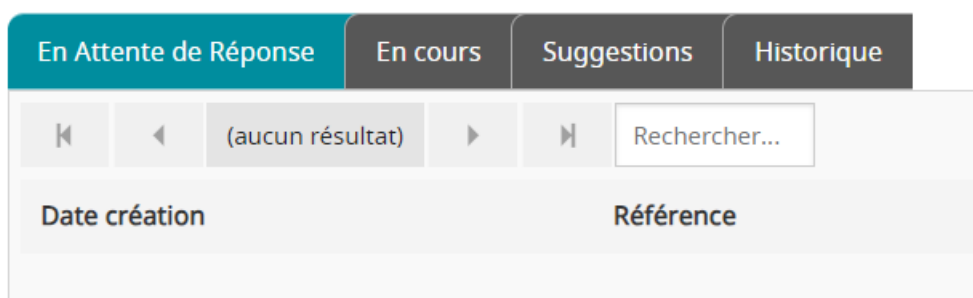 En Attente de Réponse En cours Suggestions Historique
(aucun résultat) Rechercher...
Date création Référence